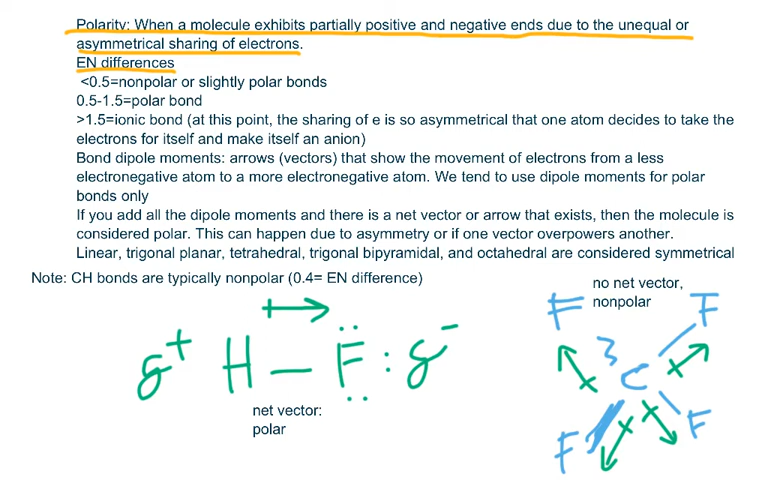 Polarity: When a molecule exhibits partially positive and negative ends due to the unequal or
asymmetrical sharing of electrons.
EN differences
<0.5=nonpolar or slightly polar bonds
0.5-1.5=polar bond
>1.5=ionic bond (at this point, the sharing of e is so asymmetrical that one atom decides to take the
electrons for itself and make itself an anion)
Bond dipole moments: arrows (vectors) that show the movement of electrons from a less
electronegative atom to a more electronegative atom. We tend to use dipole moments for polar
bonds only
If you add all the dipole moments and there is a net vector or arrow that exists, then the molecule is
considered polar. This can happen due to asymmetry or if one vector overpowers another.
Linear, trigonal planar, tetrahedral, trigonal bipyramidal, and octahedral are considered symmetrical
Note: CH bonds are typically nonpolar (0.4= EN difference)
δ+ H — F: δ-
net vector:
polar
no net vector,
nonpolar
F F
C
F F